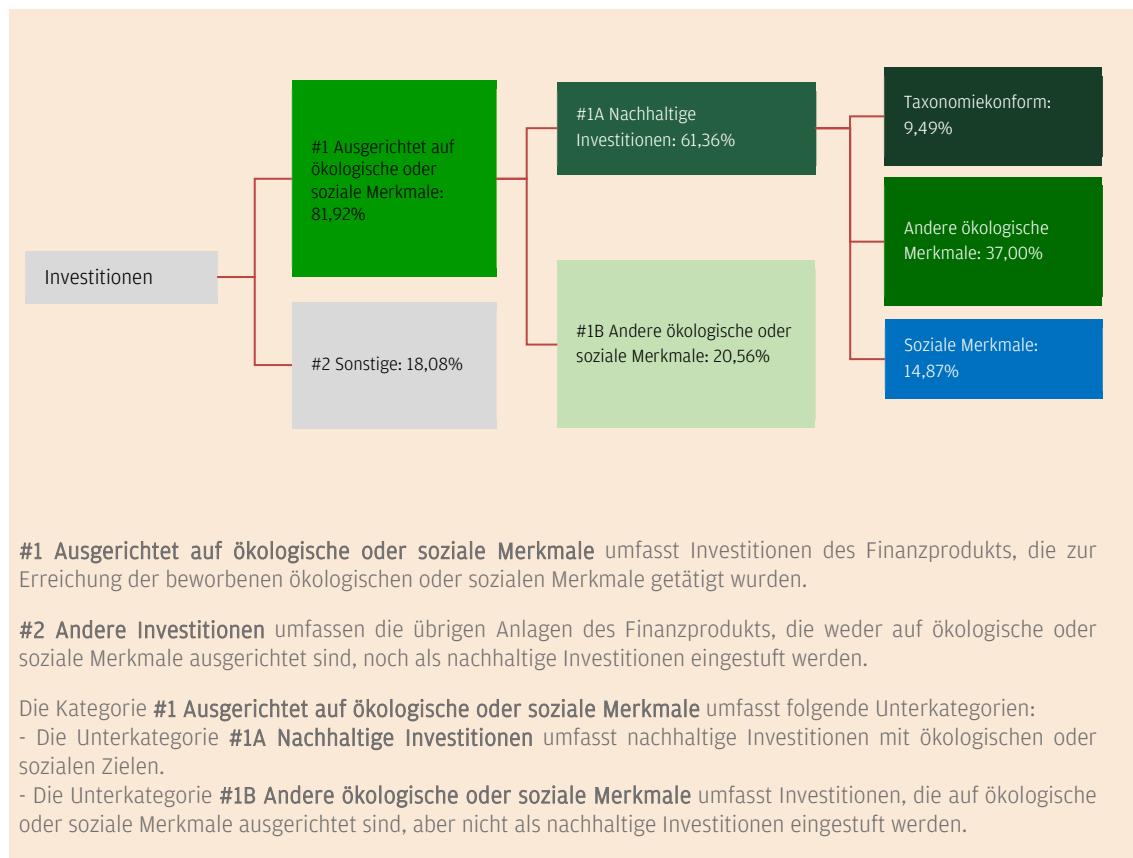 Investitionen
#1 Ausgerichtet auf
ökologische oder
soziale Merkmale:
81,92%
#2 Sonstige: 18,08%
#1A Nachhaltige
Investitionen: 61,36%
#1B Andere ökologische oder
soziale Merkmale: 20,56%
Taxonomiekonform:
9,49%
Andere ökologische
Merkmale: 37,00%
Soziale Merkmale:
14,87%
#1 Ausgerichtet auf ökologische oder soziale Merkmale umfasst Investitionen des Finanzprodukts, die zur
Erreichung der beworbenen ökologischen oder sozialen Merkmale getätigt wurden.
#2 Andere Investitionen umfassen die übrigen Anlagen des Finanzprodukts, die weder auf ökologische oder
soziale Merkmale ausgerichtet sind, noch als nachhaltige Investitionen eingestuft werden.
Die Kategorie #1 Ausgerichtet auf ökologische oder soziale Merkmale umfasst folgende Unterkategorien:
- Die Unterkategorie #1A Nachhaltige Investitionen umfasst nachhaltige Investitionen mit ökologischen oder
sozialen Zielen.
- Die Unterkategorie #1B Andere ökologische oder soziale Merkmale umfasst Investitionen, die auf ökologische
oder soziale Merkmale ausgerichtet sind, aber nicht als nachhaltige Investitionen eingestuft werden.